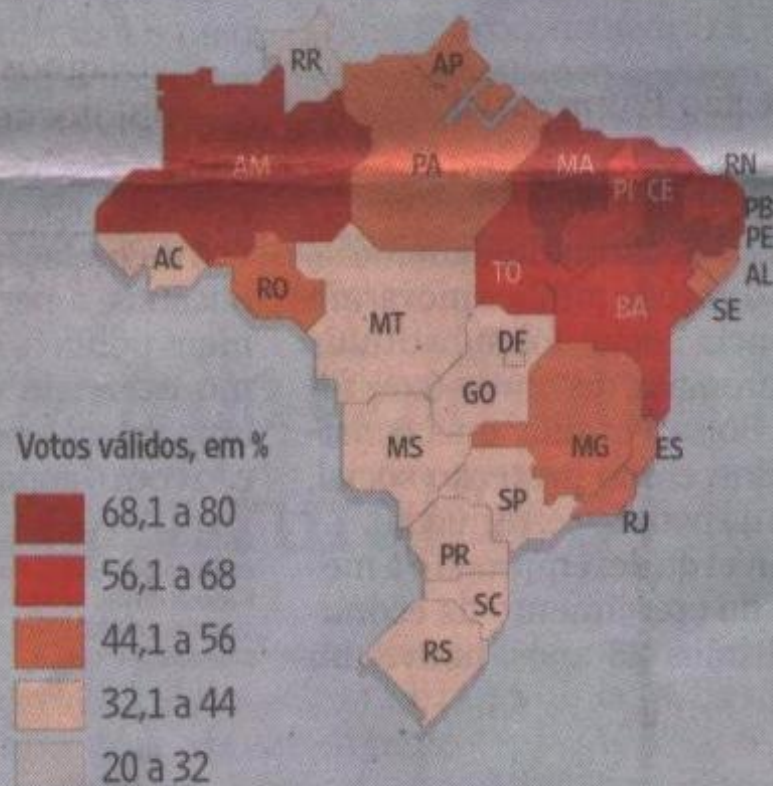 RR
AP
AM
PA
MA
PI
CE
RN
PB
PE
AL
SE
AC
RO
TO
BA
MT
DF
GO
MS
MG
ES
SP
RJ
PR
SC
RS
Votos válidos, em %
68,1 a 80
56,1 a 68
44,1 a 56
32,1 a 44
20 a 32